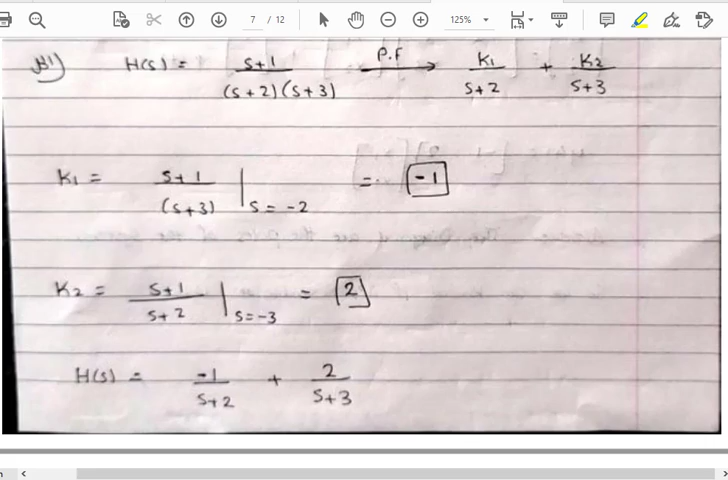 7 / 12 125%
H(s) = s+1 / (s+2)(s+3) P.F → K1 / s+2 + K2 / s+3
K1 = s+1 / (s+3) | s = -2 = -1
K2 = s+1 / s+2 | s=-3 = 2
H(s) = -1 / s+2 + 2 / s+3